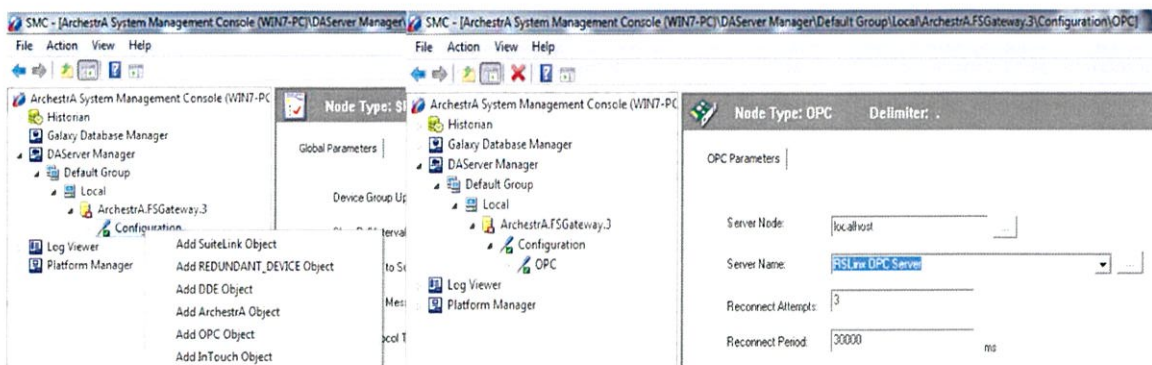 SMC - [ArchestrA System Management Console (WIN7-PC)\DAServer Manager\
File Action View Help
ArchestrA System Management Console (WIN7-PC
Historian
Galaxy Database Manager
DAServer Manager
Default Group
Local
ArchestrA.FSGateway.3
Configuration
Log Viewer
Platform Manager
Add SuiteLink Object
Add REDUNDANT_DEVICE Object
Add DDE Object
Add ArchestrA Object
Add OPC Object
Add InTouch Object
Node Type:
Global Parameters
Device Group
SMC - [ArchestrA System Management Console (WIN7-PC)\DAServer Manager\Default Group\Local\ArchestrA.FSGateway.3\Configuration\OPC]
File Action View Help
ArchestrA System Management Console (WIN7-PC
Historian
Galaxy Database Manager
DAServer Manager
Default Group
Local
ArchestrA.FSGateway.3
Configuration
OPC
Log Viewer
Platform Manager
Node Type: OPC Delimiter: .
OPC Parameters
Server Node: localhost ...
Server Name: RSLinx OPC Server ...
Reconnect Attempts: 3
Reconnect Period: 30000 ms